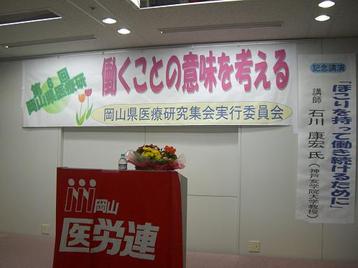 第6回
岡山県医療研
働くことの意味を考える
岡山県医療研究集会実行委員会
記念講演
『ほこりを持って働き続けるために』
講師 石川 康宏 氏(神戸女学院大学教授)
岡山
医労連